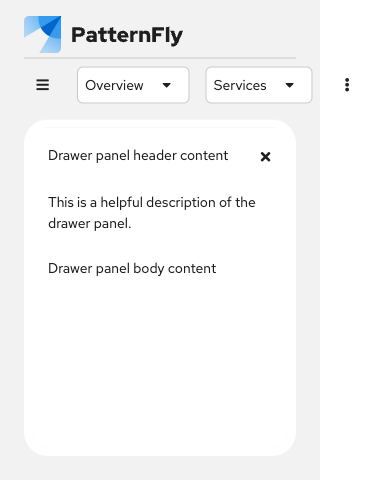 PatternFly
Overview
Services
Drawer panel header content
This is a helpful description of the
drawer panel.
Drawer panel body content